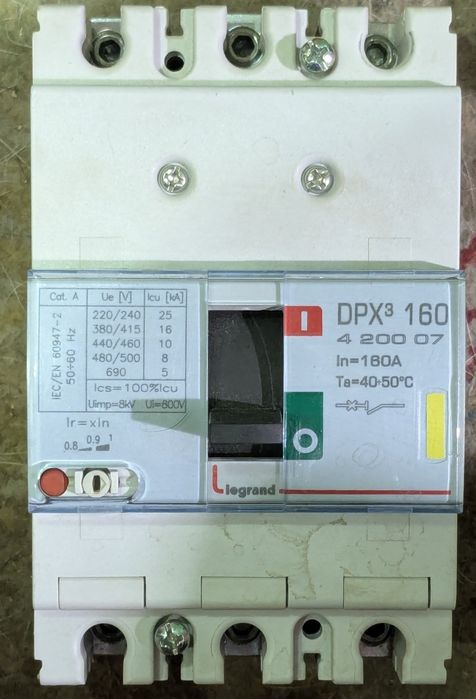 Cat. A Ue [V] Icu [kA]
IEC/EN 60947-2
50÷60 Hz
220/240 25
380/415 16
440/460 10
480/500 8
690 5
Ics=100%Icu
Uimp=8kV Ui=800V
Ir=xIn
0.8 0.9 1
I
O
DPX³ 160
4 200 07
In=160A
Ta=40÷50°C
legrand